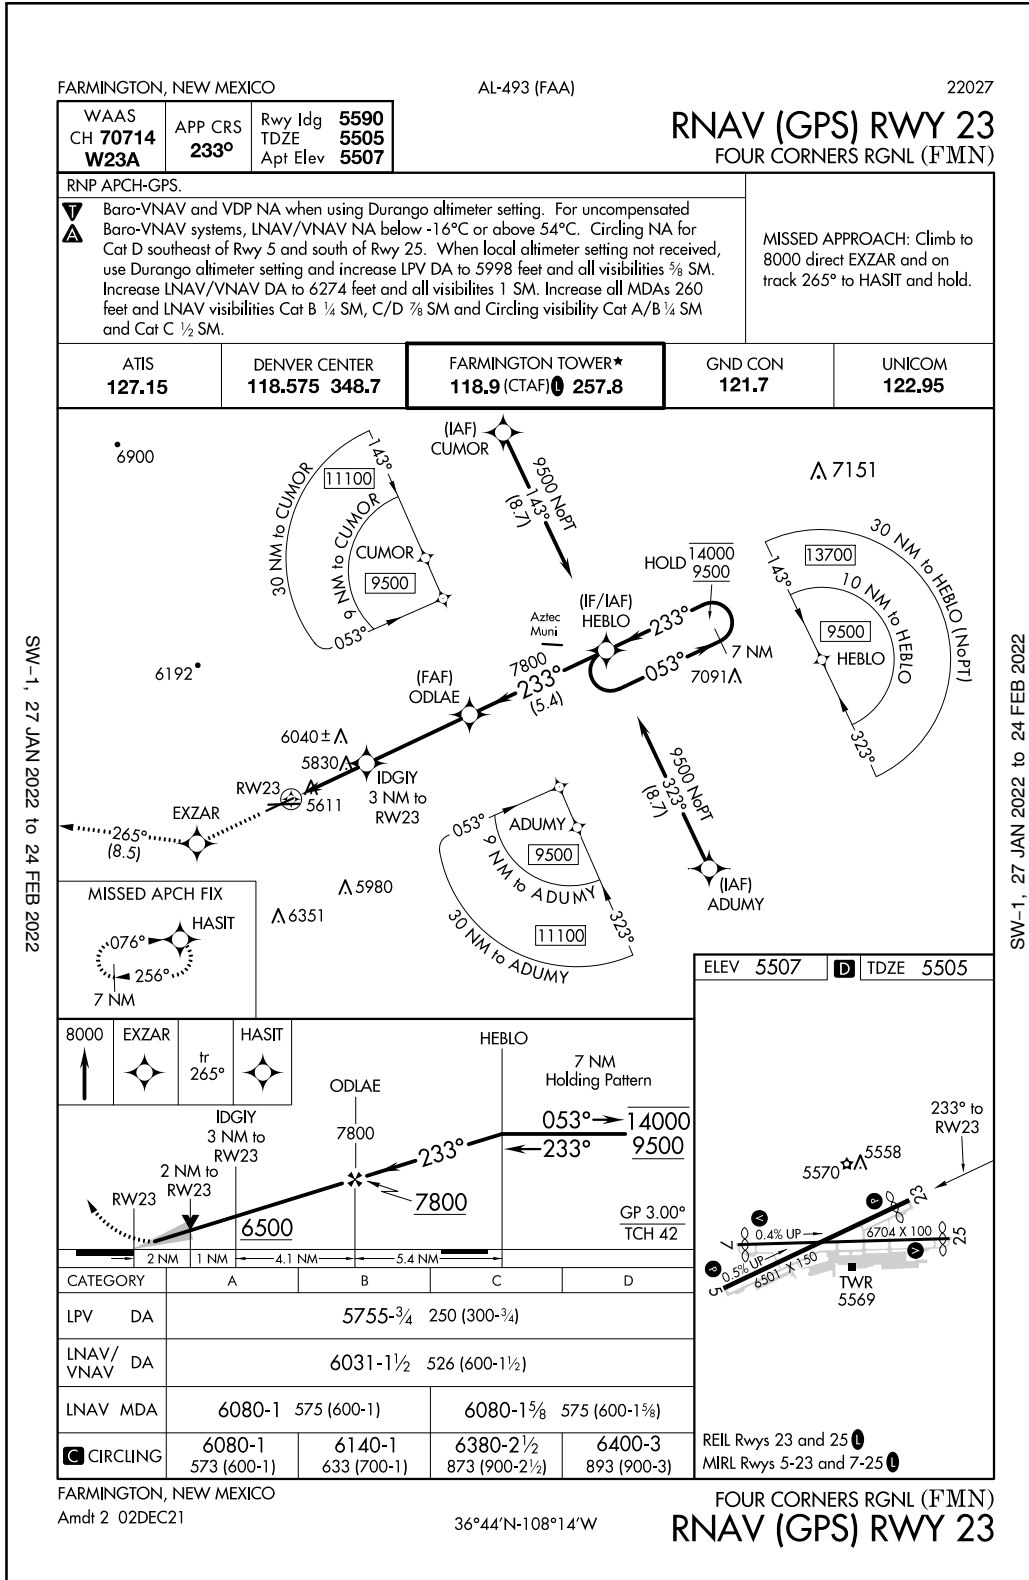 FARMINGTON, NEW MEXICO
AL-493 (FAA)
22027
WAAS
CH 70714
W23A
APP CRS
233°
Rwy ldg 5590
TDZE 5505
Apt Elev 5507
RNAV (GPS) RWY 23
FOUR CORNERS RGNL (FMN)
RNP APCH-GPS.
T
A
Baro-VNAV and VDP NA when using Durango altimeter setting. For uncompensated
Baro-VNAV systems, LNAV/VNAV NA below -16°C or above 54°C. Circling NA for
Cat D southeast of Rwy 5 and south of Rwy 25. When local altimeter setting not received,
use Durango altimeter setting and increase LPV DA to 5998 feet and all visibilities ⅝ SM.
Increase LNAV/VNAV DA to 6274 feet and all visibilites 1 SM. Increase all MDAs 260
feet and LNAV visibilities Cat B ¼ SM, C/D ⅞ SM and Circling visibility Cat A/B ¼ SM
and Cat C ½ SM.
MISSED APPROACH: Climb to
8000 direct EXZAR and on
track 265° to HASIT and hold.
ATIS
127.15
DENVER CENTER
118.575 348.7
FARMINGTON TOWER★
118.9 (CTAF) L 257.8
GND CON
121.7
UNICOM
122.95
6900
30 NM to CUMOR
143°
11100
9 NM to CUMOR
CUMOR
9500
053°
(IAF)
CUMOR
9500 NoPT
143°
(8.7)
7151
HOLD 14000
9500
30 NM to HEBLO (NoPT)
143°
13700
10 NM to HEBLO
9500
HEBLO
323°
(IF/IAF)
HEBLO
Aztec
Muni
233°
053°
7 NM
7091
6192
(FAF)
ODLAE
7800
233°
(5.4)
6040±
5830
IDGIY
3 NM to
RW23
RW23
5611
EXZAR
265°
(8.5)
9500 NoPT
323°
(8.7)
(IAF)
ADUMY
053°
ADUMY
9500
9 NM to ADUMY
11100
30 NM to ADUMY
323°
5980
6351
MISSED APCH FIX
HASIT
076°
256°
7 NM
SW-1, 27 JAN 2022 to 24 FEB 2022
SW-1, 27 JAN 2022 to 24 FEB 2022
ELEV 5507
D
TDZE 5505
233° to
RW23
5558
5570
23
P
V
7
0.4% UP
6704 X 100
25
V
P
0.5% UP
6501 X 150
5
TWR
5569
REIL Rwys 23 and 25 L
MIRL Rwys 5-23 and 7-25 L
8000
EXZAR
tr
265°
HASIT
HEBLO
7 NM
Holding Pattern
ODLAE
7800
IDGIY
3 NM to
RW23
2 NM to
RW23
RW23
233°
053°
14000
233°
9500
7800
6500
GP 3.00°
TCH 42
2 NM
1 NM
4.1 NM
5.4 NM
CATEGORY A B C D
LPV DA 5755-¾ 250 (300-¾)
LNAV/
VNAV DA 6031-1½ 526 (600-1½)
LNAV MDA 6080-1 575 (600-1) 6080-1⅝ 575 (600-1⅝)
C CIRCLING
6080-1
573 (600-1)
6140-1
633 (700-1)
6380-2½
873 (900-2½)
6400-3
893 (900-3)
FARMINGTON, NEW MEXICO
Amdt 2 02DEC21
36°44'N-108°14'W
FOUR CORNERS RGNL (FMN)
RNAV (GPS) RWY 23